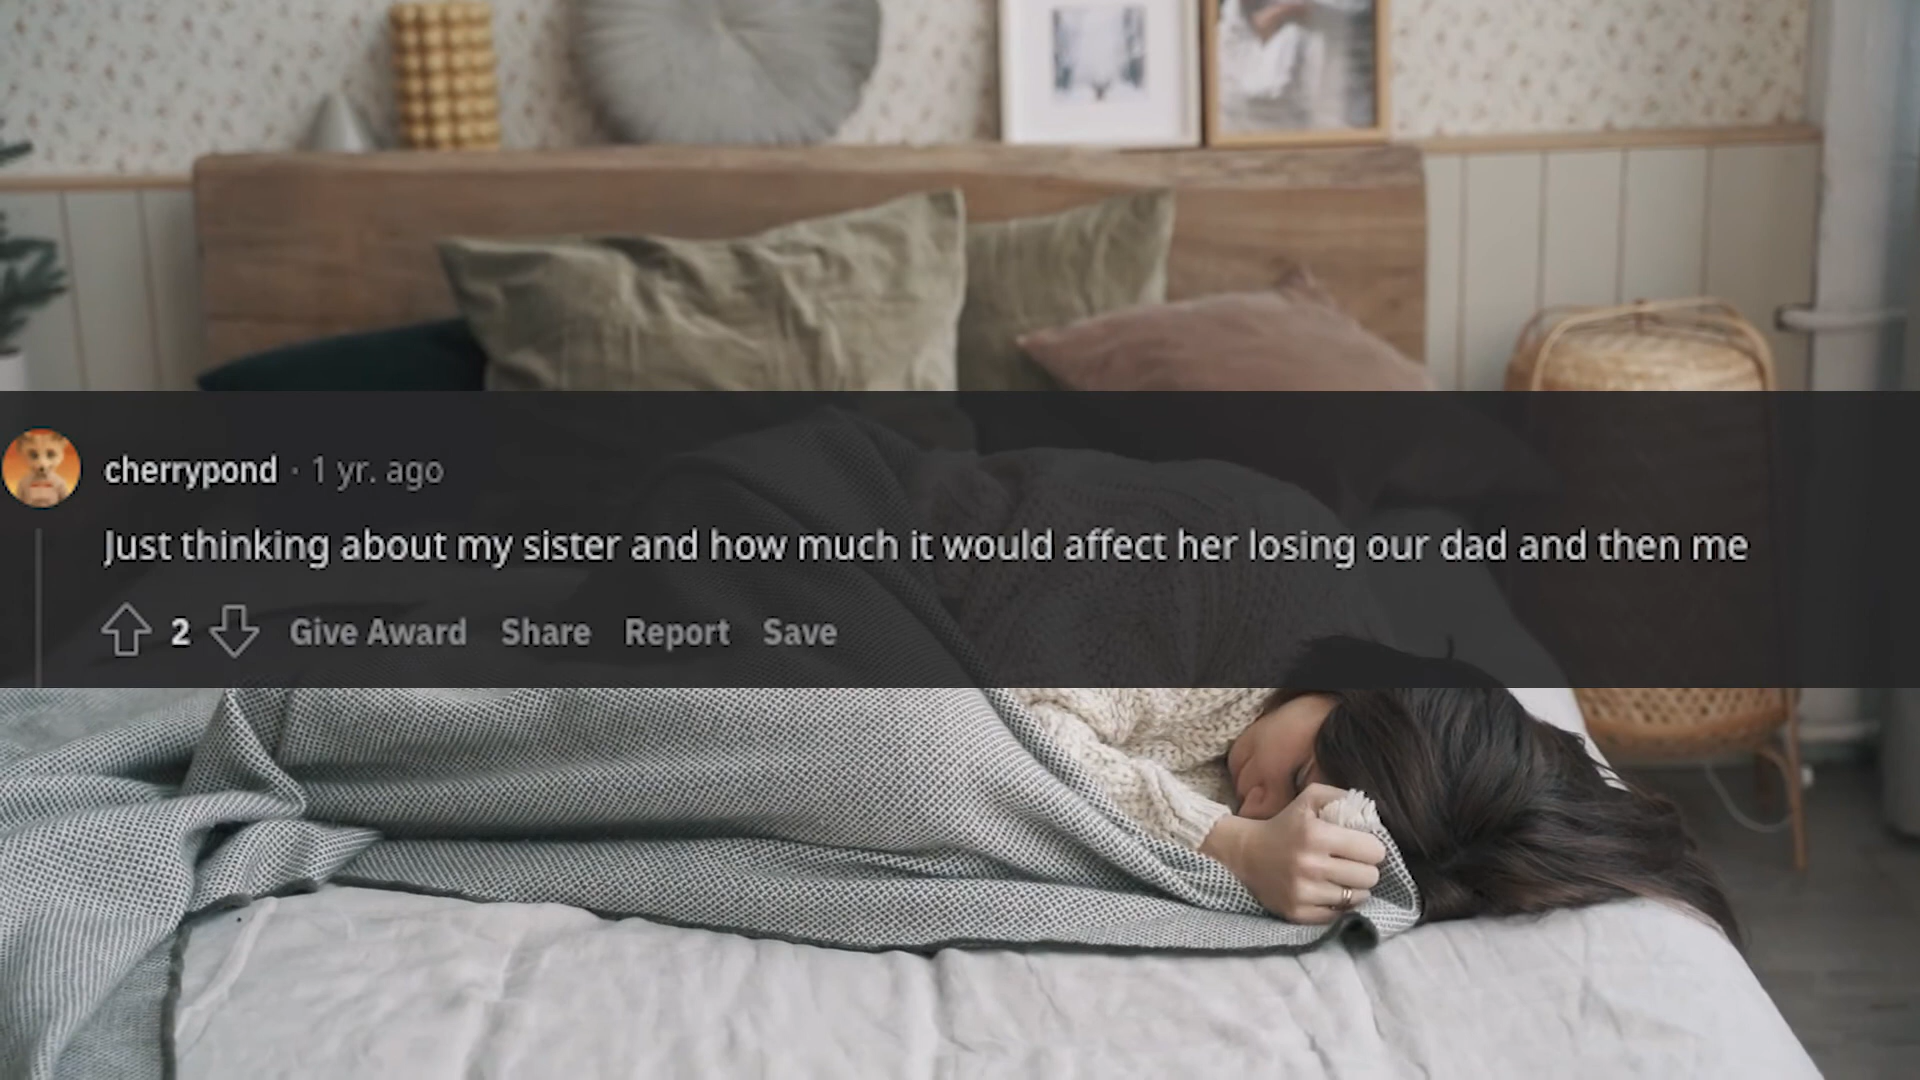 cherrypond · 1 yr. ago
Just thinking about my sister and how much it would affect her losing our dad and then me
2 Give Award Share Report Save